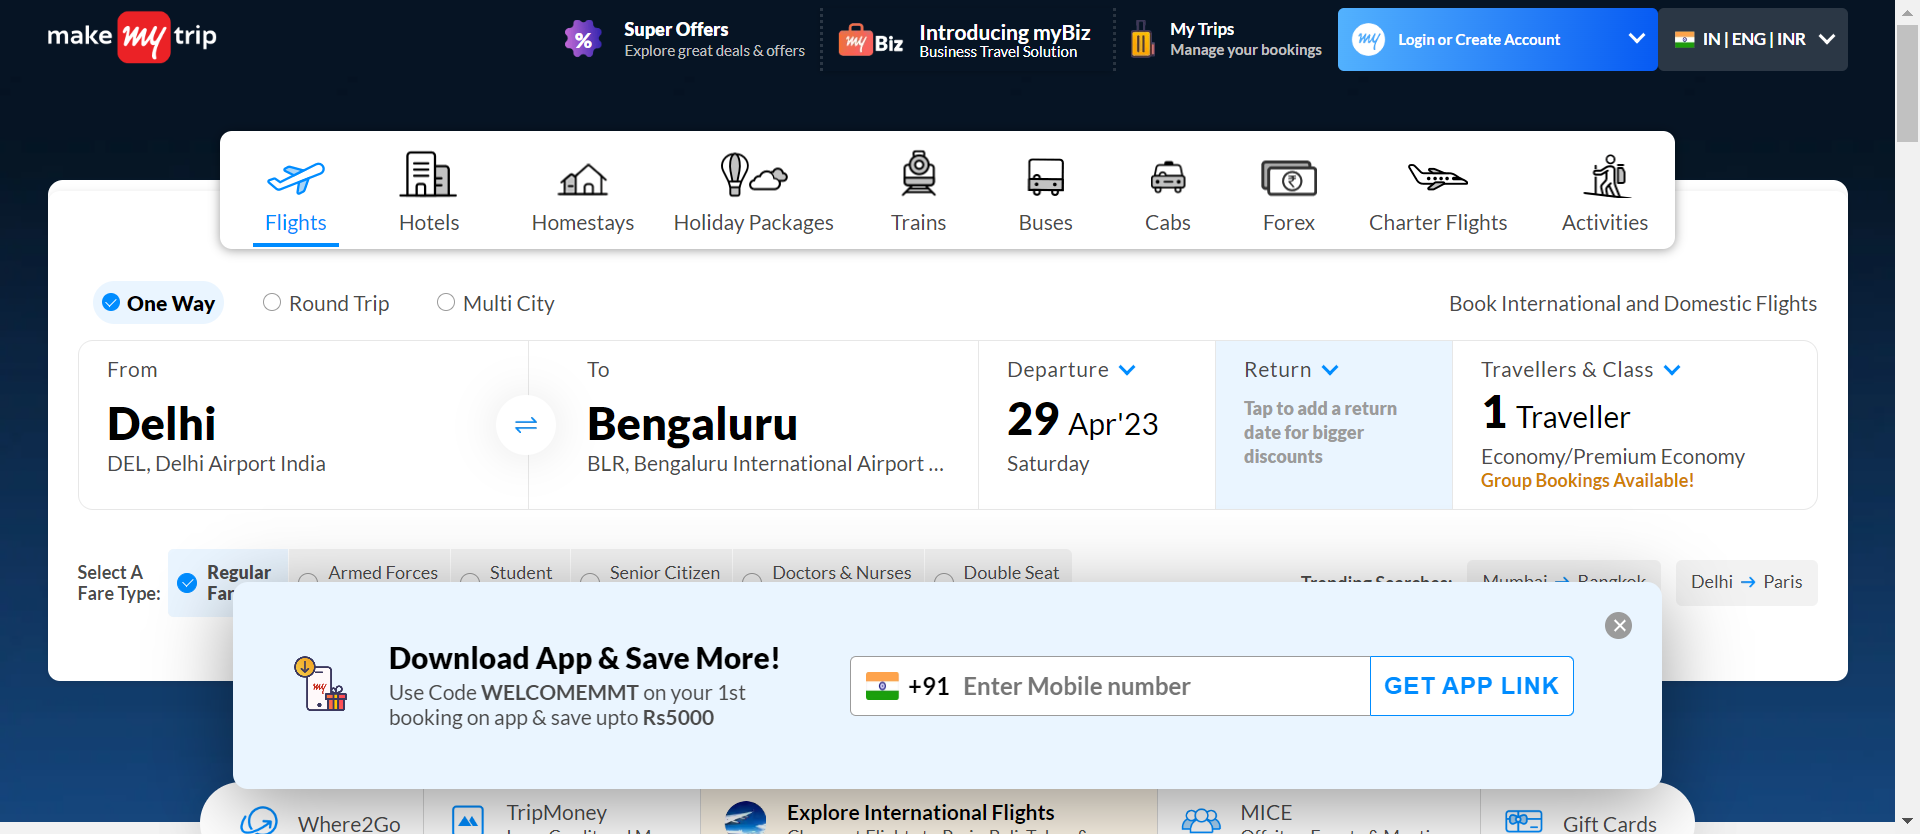 make my trip
Super Offers
Explore great deals & offers
my Biz
Introducing myBiz
Business Travel Solution
My Trips
Manage your bookings
my
Login or Create Account
IN | ENG | INR
Flights
Hotels
Homestays
Holiday Packages
Trains
Buses
Cabs
Forex
Charter Flights
Activities
One Way
Round Trip
Multi City
Book International and Domestic Flights
From
Delhi
DEL, Delhi Airport India
To
Bengaluru
BLR, Bengaluru International Airport ...
Departure
29 Apr'23
Saturday
Return
Tap to add a return
date for bigger
discounts
Travellers & Class
1 Traveller
Economy/Premium Economy
Group Bookings Available!
Select A
Fare Type:
Regular
Armed Forces
Student
Senior Citizen
Doctors & Nurses
Double Seat
Trending Searches:
Mumbai → Bangkok
Delhi → Paris
Download App & Save More!
Use Code WELCOMEMMT on your 1st
booking on app & save upto Rs5000
my
+91 Enter Mobile number
GET APP LINK
Where2Go
TripMoney
Explore International Flights
MICE
Gift Cards